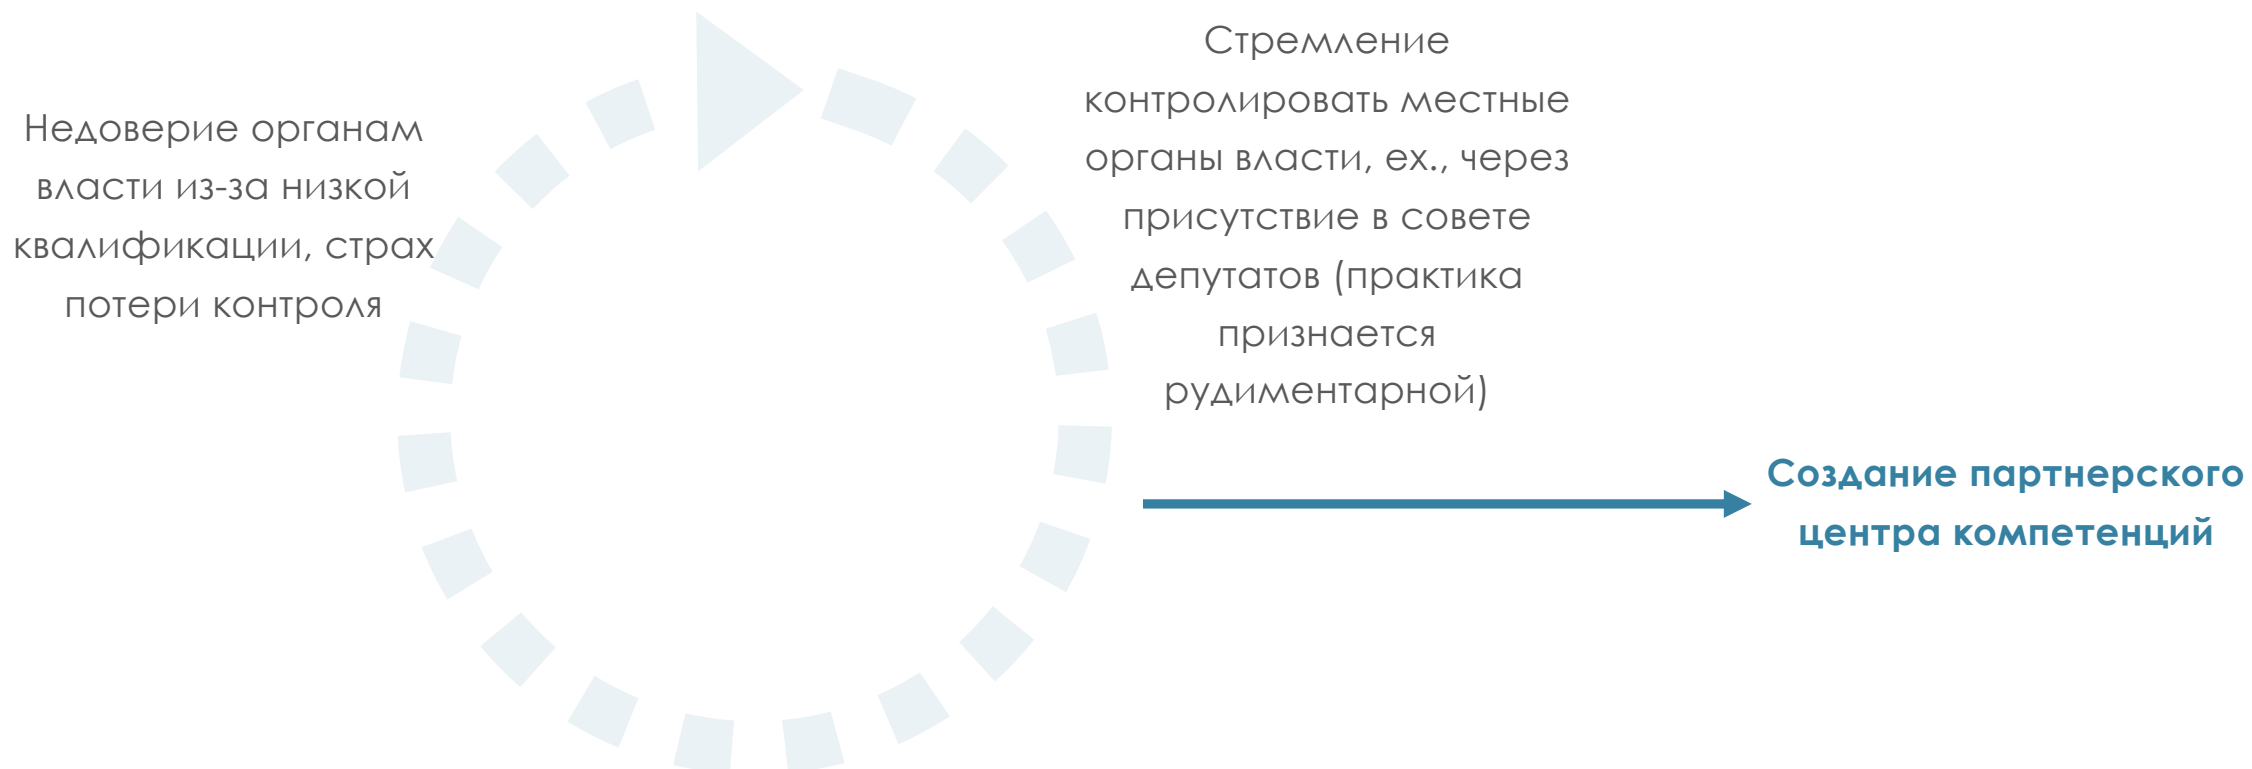 Недоверие органам
власти из-за низкой
квалификации, страх
потери контроля
Стремление
контролировать местные
органы власти, ex., через
присутствие в совете
депутатов (практика
признается
рудиментарной)
Создание партнерского
центра компетенций